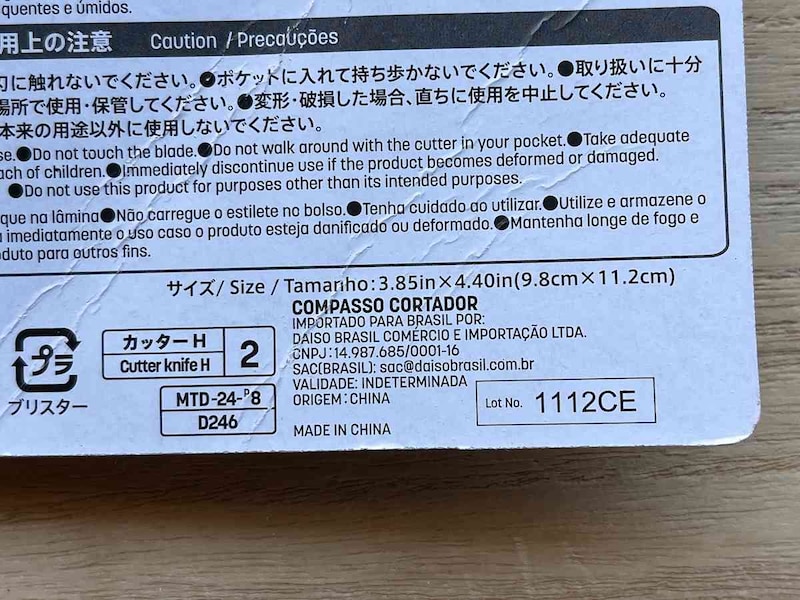 quentes e úmidos.
用上の注意 Caution / Precauções
に触れないでください。●ポケットに入れて持ち歩かないでください。●取り扱いに十分
場所で使用・保管してください。●変形・破損した場合、直ちに使用を中止してください。
本来の用途以外に使用しないでください。
se.●Do not touch the blade.●Do not walk around with the cutter in your pocket.●Take adequate
ach of children.●Immediately discontinue use if the product becomes deformed or damaged.
●Do not use this product for purposes other than its intended purposes.
que na lâmina●Não carregue o estilete no bolso.●Tenha cuidado ao utilizar.●Utilize e armazene o
imediatamente o uso caso o produto esteja danificado ou deformado.●Mantenha longe de fogo e
duto para outros fins.
サイズ/ Size / Tamanho:3.85in×4.40in(9.8cm×11.2cm)
プラ
ブリスター
カッターH
Cutter knife H
2
MTD-24-P8
D246
COMPASSO CORTADOR
IMPORTADO PARA BRASIL POR:
DAISO BRASIL COMÉRCIO E IMPORTAÇÃO LTDA.
CNPJ:14.987.685/0001-16
SAC(BRASIL): sac@daisobrasil.com.br
VALIDADE: INDETERMINADA
ORIGEM: CHINA
MADE IN CHINA
Lot No. 1112CE